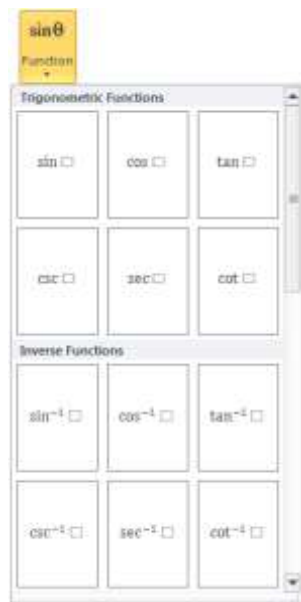 sinθ
Function
Trigonometric Functions
sin □ cos □ tan □
csc □ sec □ cot □
Inverse Functions
sin⁻¹ □ cos⁻¹ □ tan⁻¹ □
csc⁻¹ □ sec⁻¹ □ cot⁻¹ □